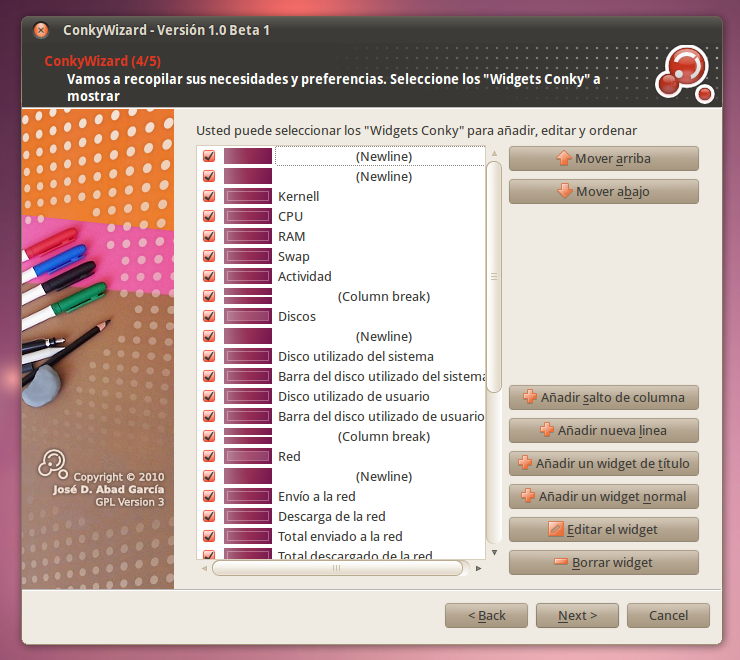 ConkyWizard - Versión 1.0 Beta 1
ConkyWizard (4/5)
Vamos a recopilar sus necesidades y preferencias. Seleccione los "Widgets Conky" a
mostrar
Usted puede seleccionar los "Widgets Conky" para añadir, editar y ordenar
(Newline)
(Newline)
Kernell
CPU
RAM
Swap
Actividad
(Column break)
Discos
(Newline)
Disco utilizado del sistema
Barra del disco utilizado del sistema
Disco utilizado de usuario
Barra del disco utilizado de usuario
(Column break)
Red
(Newline)
Envío a la red
Descarga de la red
Total enviado a la red
Total descargado de la red
Mover arriba
Mover abajo
Añadir salto de columna
Añadir nueva linea
Añadir un widget de título
Añadir un widget normal
Editar el widget
Borrar widget
Copyright © 2010
José D. Abad García
GPL Version 3
< Back
Next >
Cancel